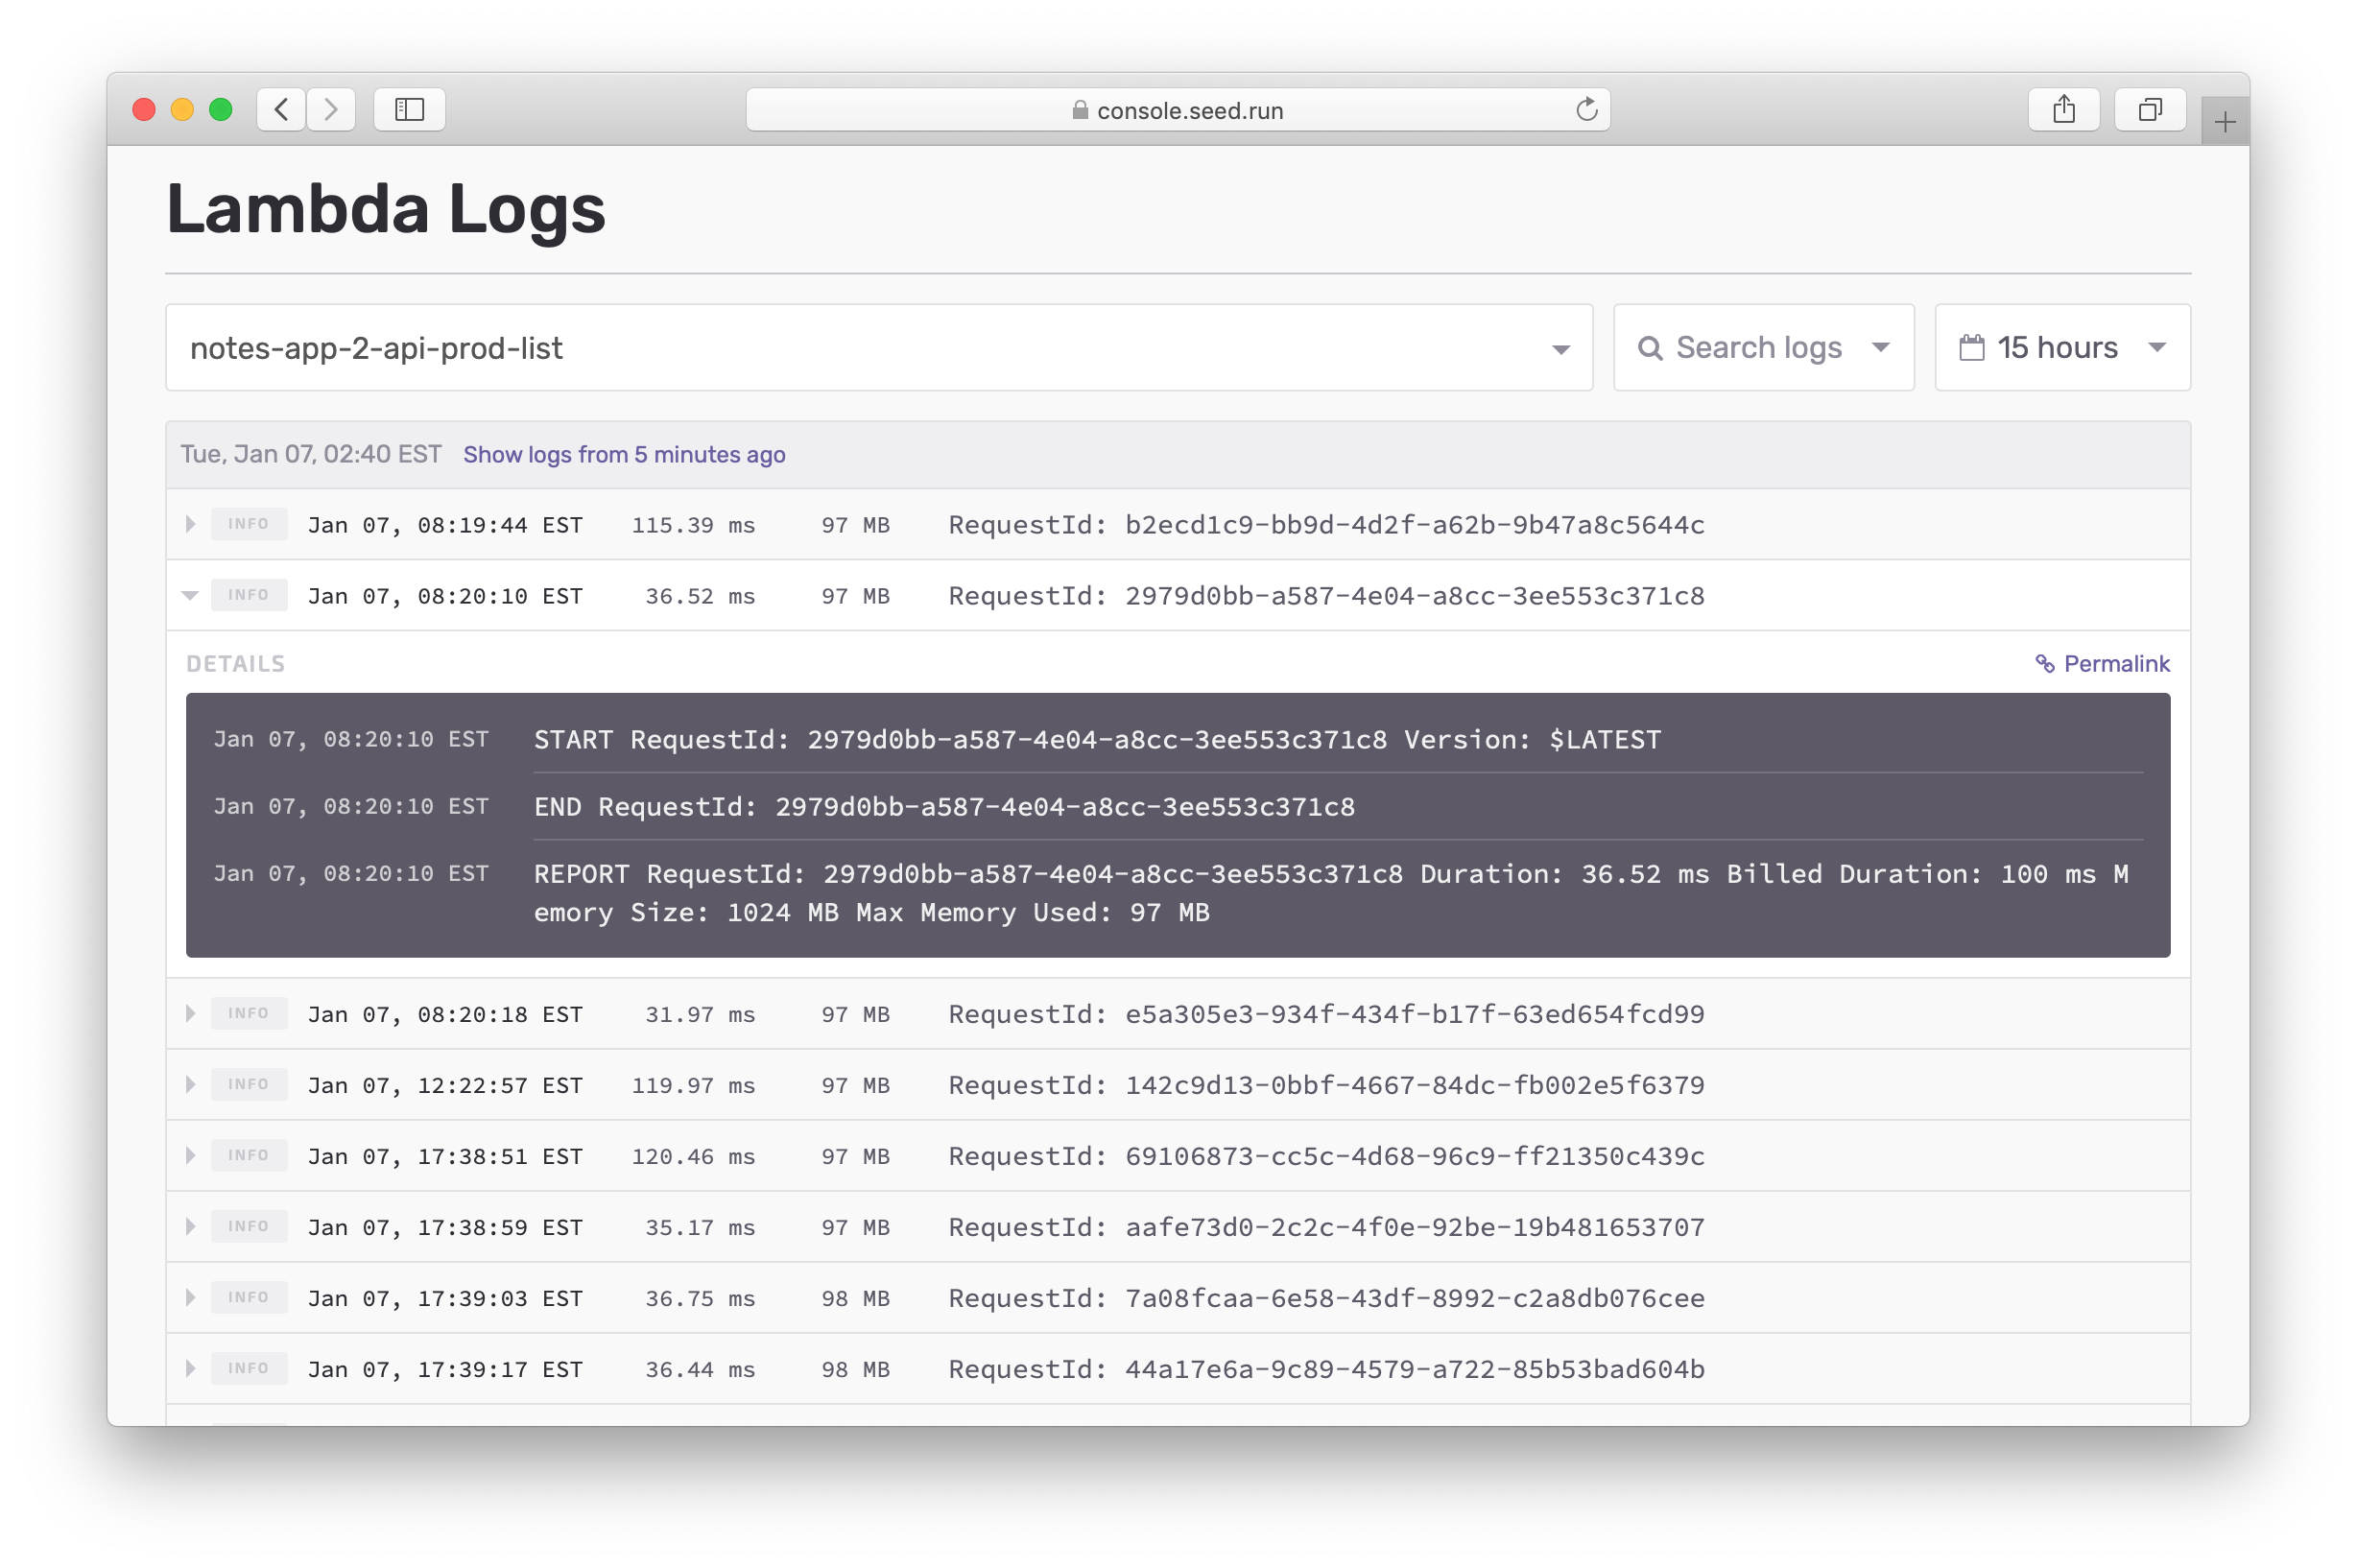 console.seed.run
Lambda Logs
notes-app-2-api-prod-list
Search logs
15 hours
Tue, Jan 07, 02:40 EST Show logs from 5 minutes ago
INFO Jan 07, 08:19:44 EST 115.39 ms 97 MB RequestId: b2ecd1c9-bb9d-4d2f-a62b-9b47a8c5644c
INFO Jan 07, 08:20:10 EST 36.52 ms 97 MB RequestId: 2979d0bb-a587-4e04-a8cc-3ee553c371c8
DETAILS Permalink
Jan 07, 08:20:10 EST START RequestId: 2979d0bb-a587-4e04-a8cc-3ee553c371c8 Version: $LATEST
Jan 07, 08:20:10 EST END RequestId: 2979d0bb-a587-4e04-a8cc-3ee553c371c8
Jan 07, 08:20:10 EST REPORT RequestId: 2979d0bb-a587-4e04-a8cc-3ee553c371c8 Duration: 36.52 ms Billed Duration: 100 ms M
emory Size: 1024 MB Max Memory Used: 97 MB
INFO Jan 07, 08:20:18 EST 31.97 ms 97 MB RequestId: e5a305e3-934f-434f-b17f-63ed654fcd99
INFO Jan 07, 12:22:57 EST 119.97 ms 97 MB RequestId: 142c9d13-0bbf-4667-84dc-fb002e5f6379
INFO Jan 07, 17:38:51 EST 120.46 ms 97 MB RequestId: 69106873-cc5c-4d68-96c9-ff21350c439c
INFO Jan 07, 17:38:59 EST 35.17 ms 97 MB RequestId: aafe73d0-2c2c-4f0e-92be-19b481653707
INFO Jan 07, 17:39:03 EST 36.75 ms 98 MB RequestId: 7a08fcaa-6e58-43df-8992-c2a8db076cee
INFO Jan 07, 17:39:17 EST 36.44 ms 98 MB RequestId: 44a17e6a-9c89-4579-a722-85b53bad604b